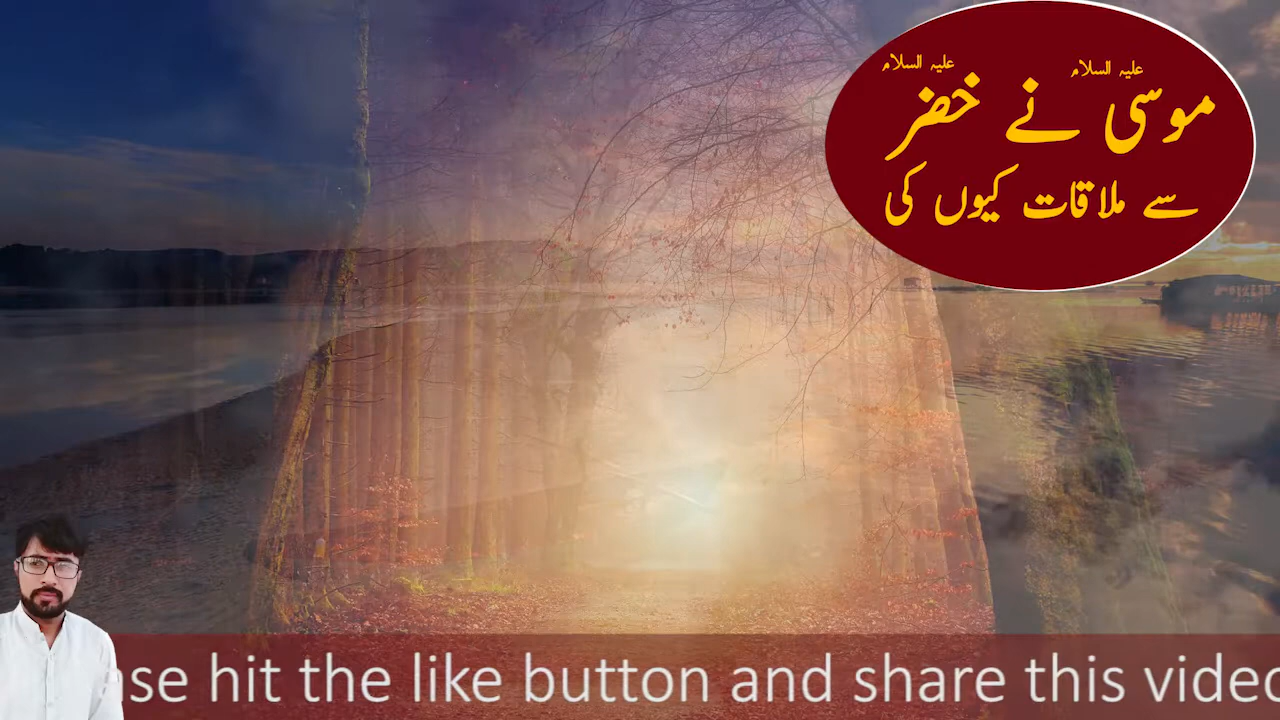 موسی علیہ السلام نے خضر علیہ السلام
سے ملاقات کیوں کی
se hit the like button and share this video